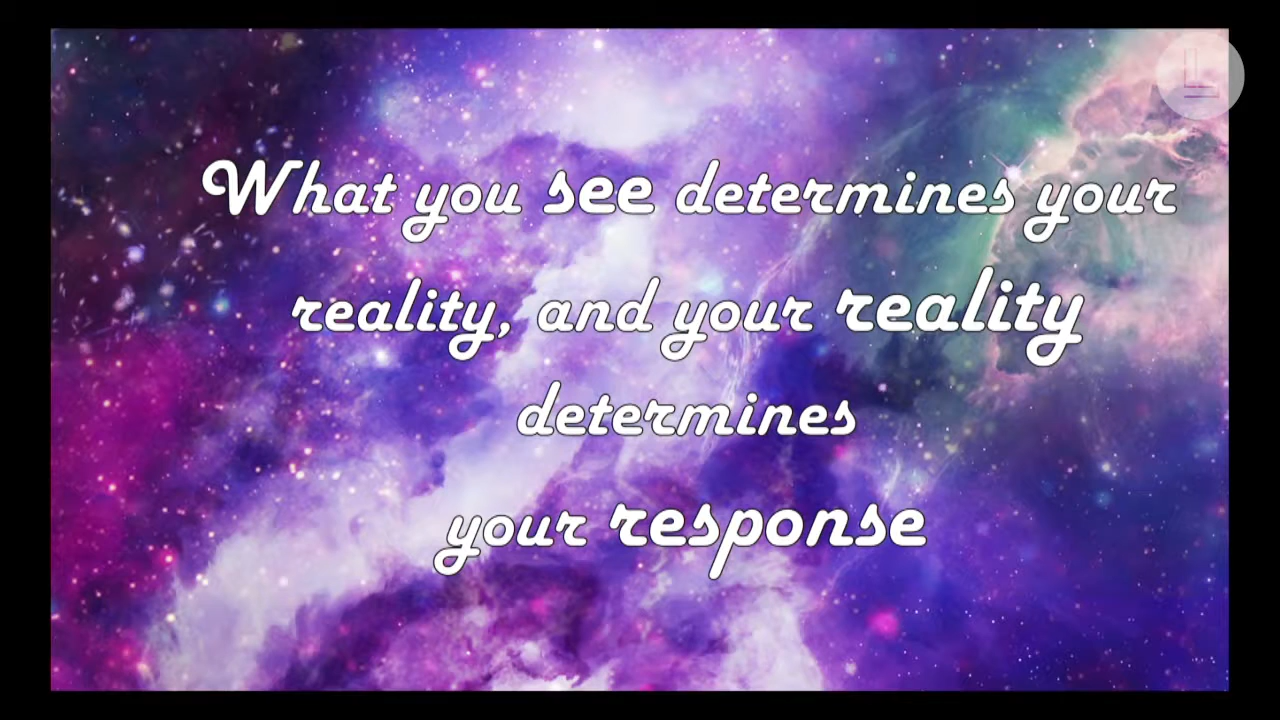 What you see determines your
reality, and your reality
determines
your response